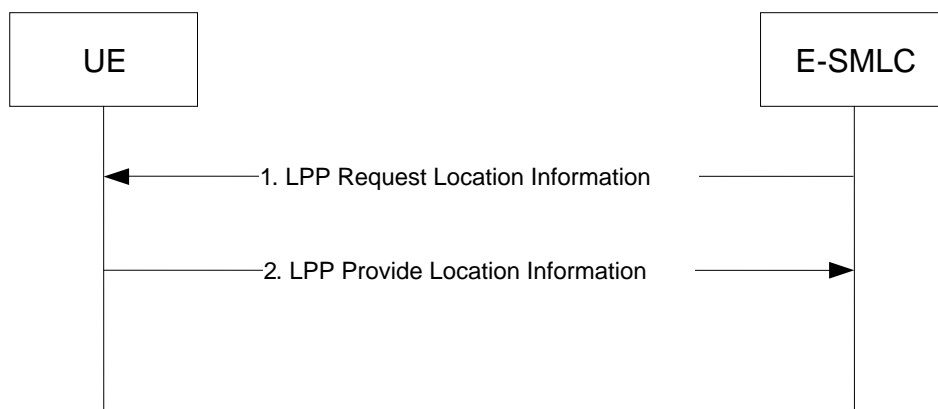 UE
E-SMLC
1. LPP Request Location Information
2. LPP Provide Location Information